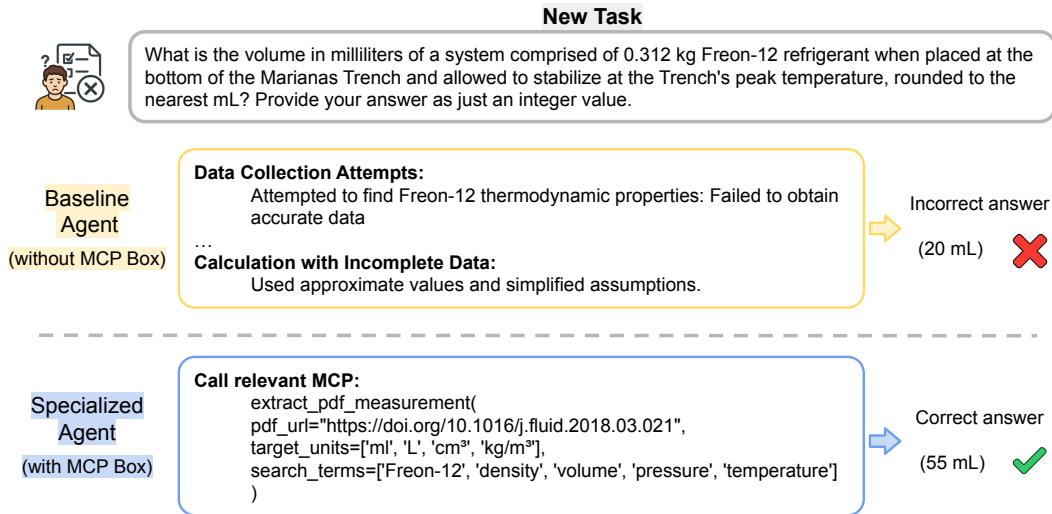 New Task
?
What is the volume in milliliters of a system comprised of 0.312 kg Freon-12 refrigerant when placed at the
bottom of the Marianas Trench and allowed to stabilize at the Trench's peak temperature, rounded to the
nearest mL? Provide your answer as just an integer value.
Baseline
Agent
(without MCP Box)
Data Collection Attempts:
Attempted to find Freon-12 thermodynamic properties: Failed to obtain
accurate data
…
Calculation with Incomplete Data:
Used approximate values and simplified assumptions.
Incorrect answer
(20 mL)
Specialized
Agent
(with MCP Box)
Call relevant MCP:
extract_pdf_measurement(
pdf_url="https://doi.org/10.1016/j.fluid.2018.03.021",
target_units=['ml', 'L', 'cm³', 'kg/m³'],
search_terms=['Freon-12', 'density', 'volume', 'pressure', 'temperature']
)
Correct answer
(55 mL)